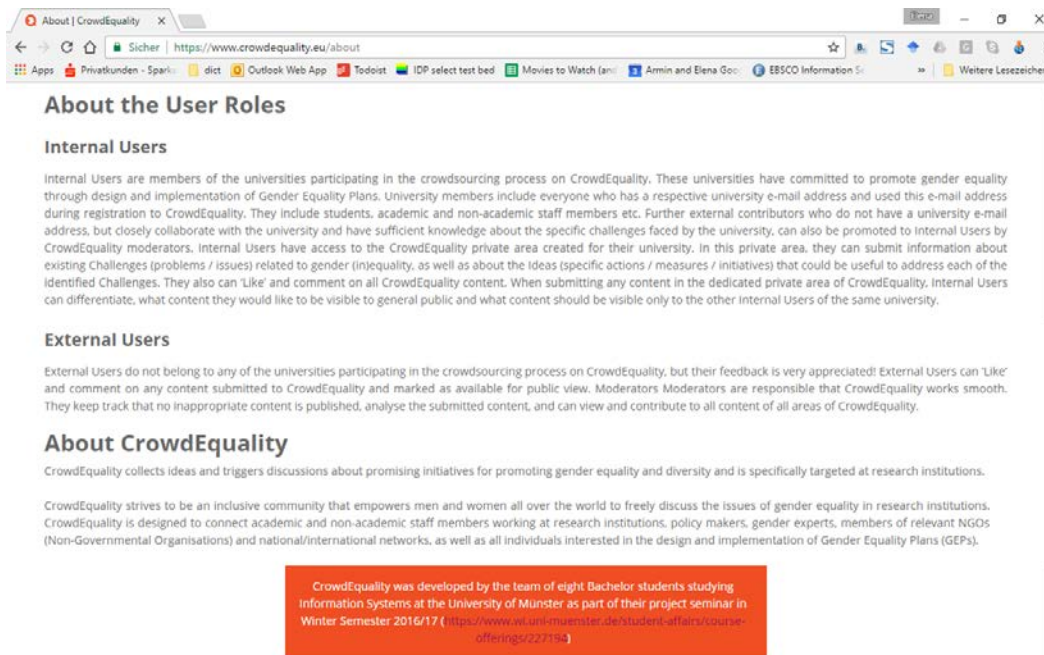 About | CrowdEquality
Elena
Sicher | https://www.crowdequality.eu/about
Apps
Privatkunden - Spark
dict
Outlook Web App
Todoist
IDP select test bed
Movies to Watch (and
Armin and Elena Goo
EBSCO Information Se
»
Weitere Lesezeichen
About the User Roles
Internal Users
Internal Users are members of the universities participating in the crowdsourcing process on CrowdEquality. These universities have committed to promote gender equality
through design and implementation of Gender Equality Plans. University members include everyone who has a respective university e-mail address and used this e-mail address
during registration to CrowdEquality. They include students, academic and non-academic staff members etc. Further external contributors who do not have a university e-mail
address, but closely collaborate with the university and have sufficient knowledge about the specific challenges faced by the university, can also be promoted to Internal Users by
CrowdEquality moderators. Internal Users have access to the CrowdEquality private area created for their university. In this private area, they can submit information about
existing Challenges (problems / issues) related to gender (in)equality, as well as about the Ideas (specific actions / measures / initiatives) that could be useful to address each of the
identified Challenges. They also can 'Like' and comment on all CrowdEquality content. When submitting any content in the dedicated private area of CrowdEquality, Internal Users
can differentiate, what content they would like to be visible to general public and what content should be visible only to the other Internal Users of the same university.
External Users
External Users do not belong to any of the universities participating in the crowdsourcing process on CrowdEquality, but their feedback is very appreciated! External Users can 'Like'
and comment on any content submitted to CrowdEquality and marked as available for public view. Moderators Moderators are responsible that CrowdEquality works smooth.
They keep track that no inappropriate content is published, analyse the submitted content, and can view and contribute to all content of all areas of CrowdEquality.
About CrowdEquality
CrowdEquality collects ideas and triggers discussions about promising initiatives for promoting gender equality and diversity and is specifically targeted at research institutions.
CrowdEquality strives to be an inclusive community that empowers men and women all over the world to freely discuss the issues of gender equality in research institutions.
CrowdEquality is designed to connect academic and non-academic staff members working at research institutions, policy makers, gender experts, members of relevant NGOs
(Non-Governmental Organisations) and national/international networks, as well as all individuals interested in the design and implementation of Gender Equality Plans (GEPs).
CrowdEquality was developed by the team of eight Bachelor students studying
Information Systems at the University of Münster as part of their project seminar in
Winter Semester 2016/17 (https://www.wi.uni-muenster.de/student-affairs/course-
offerings/227194)